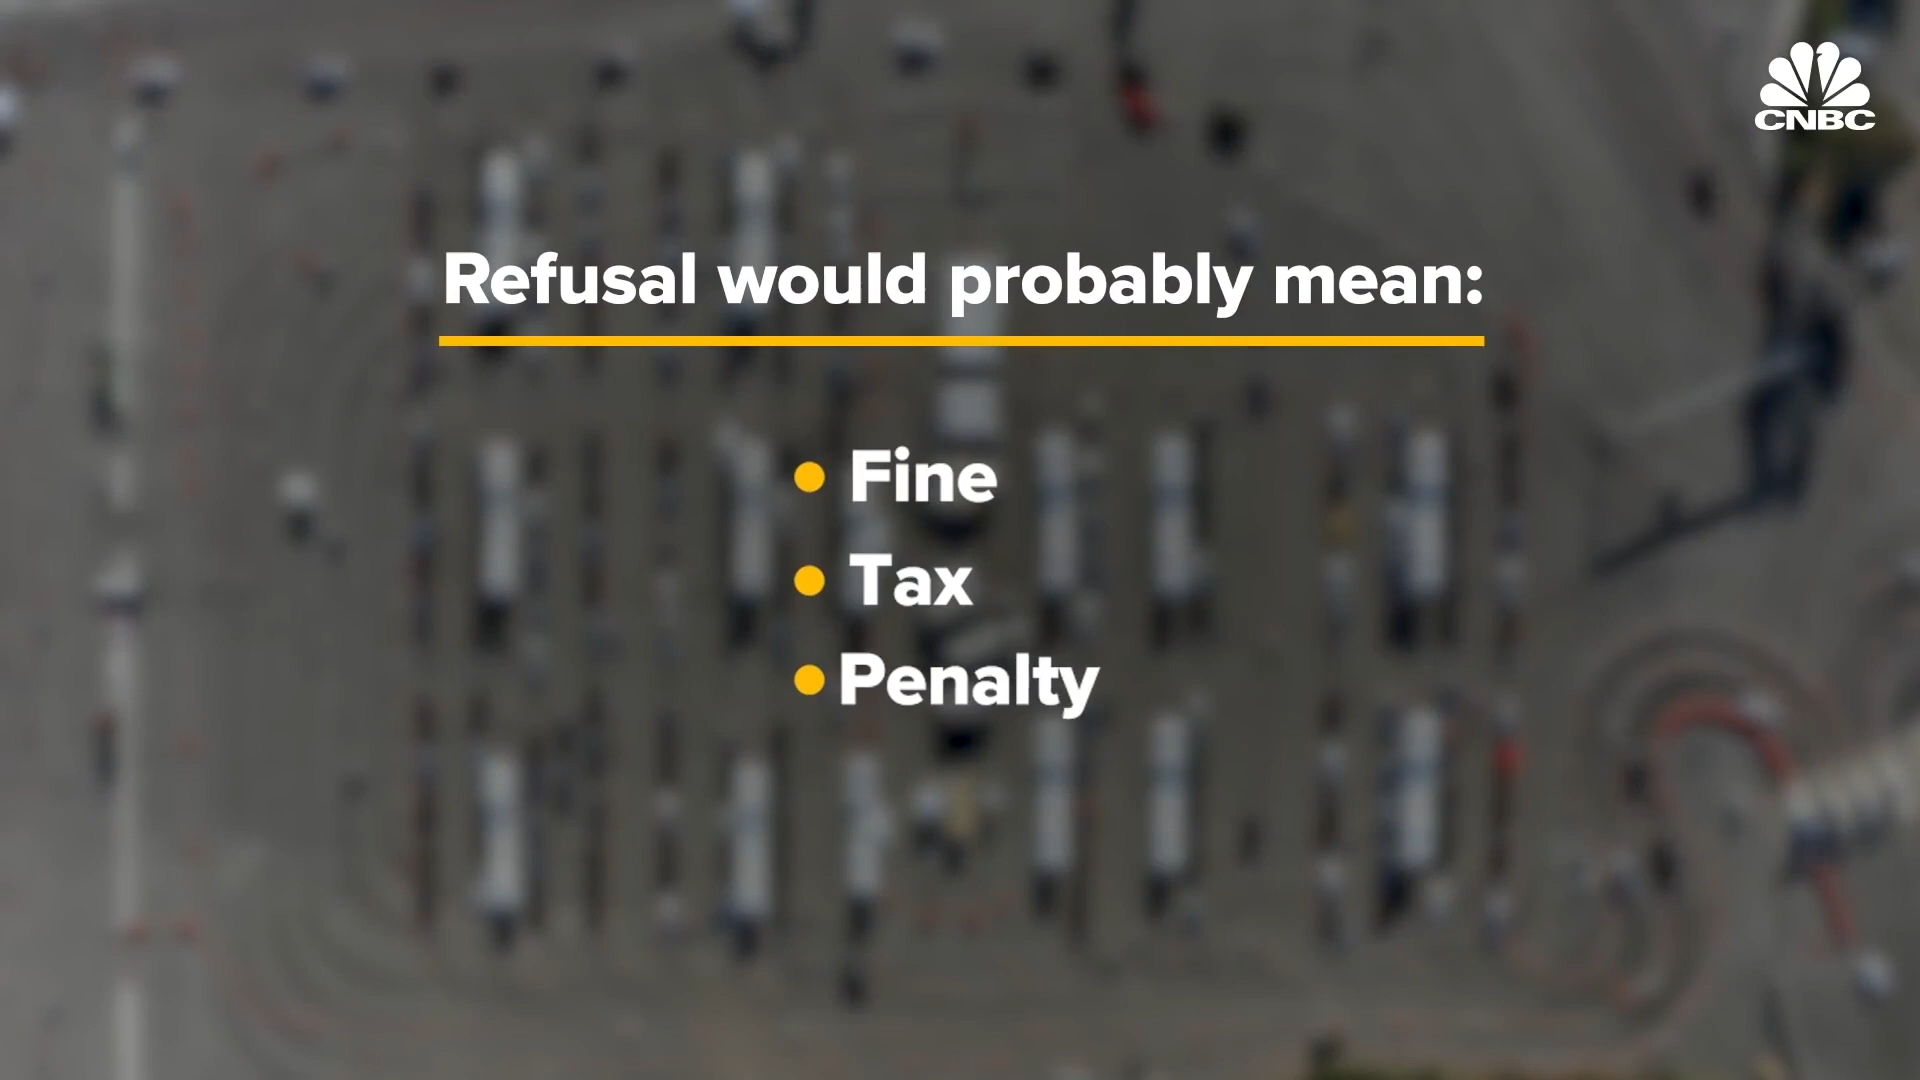 CNBC
Refusal would probably mean:
• Fine
• Tax
• Penalty